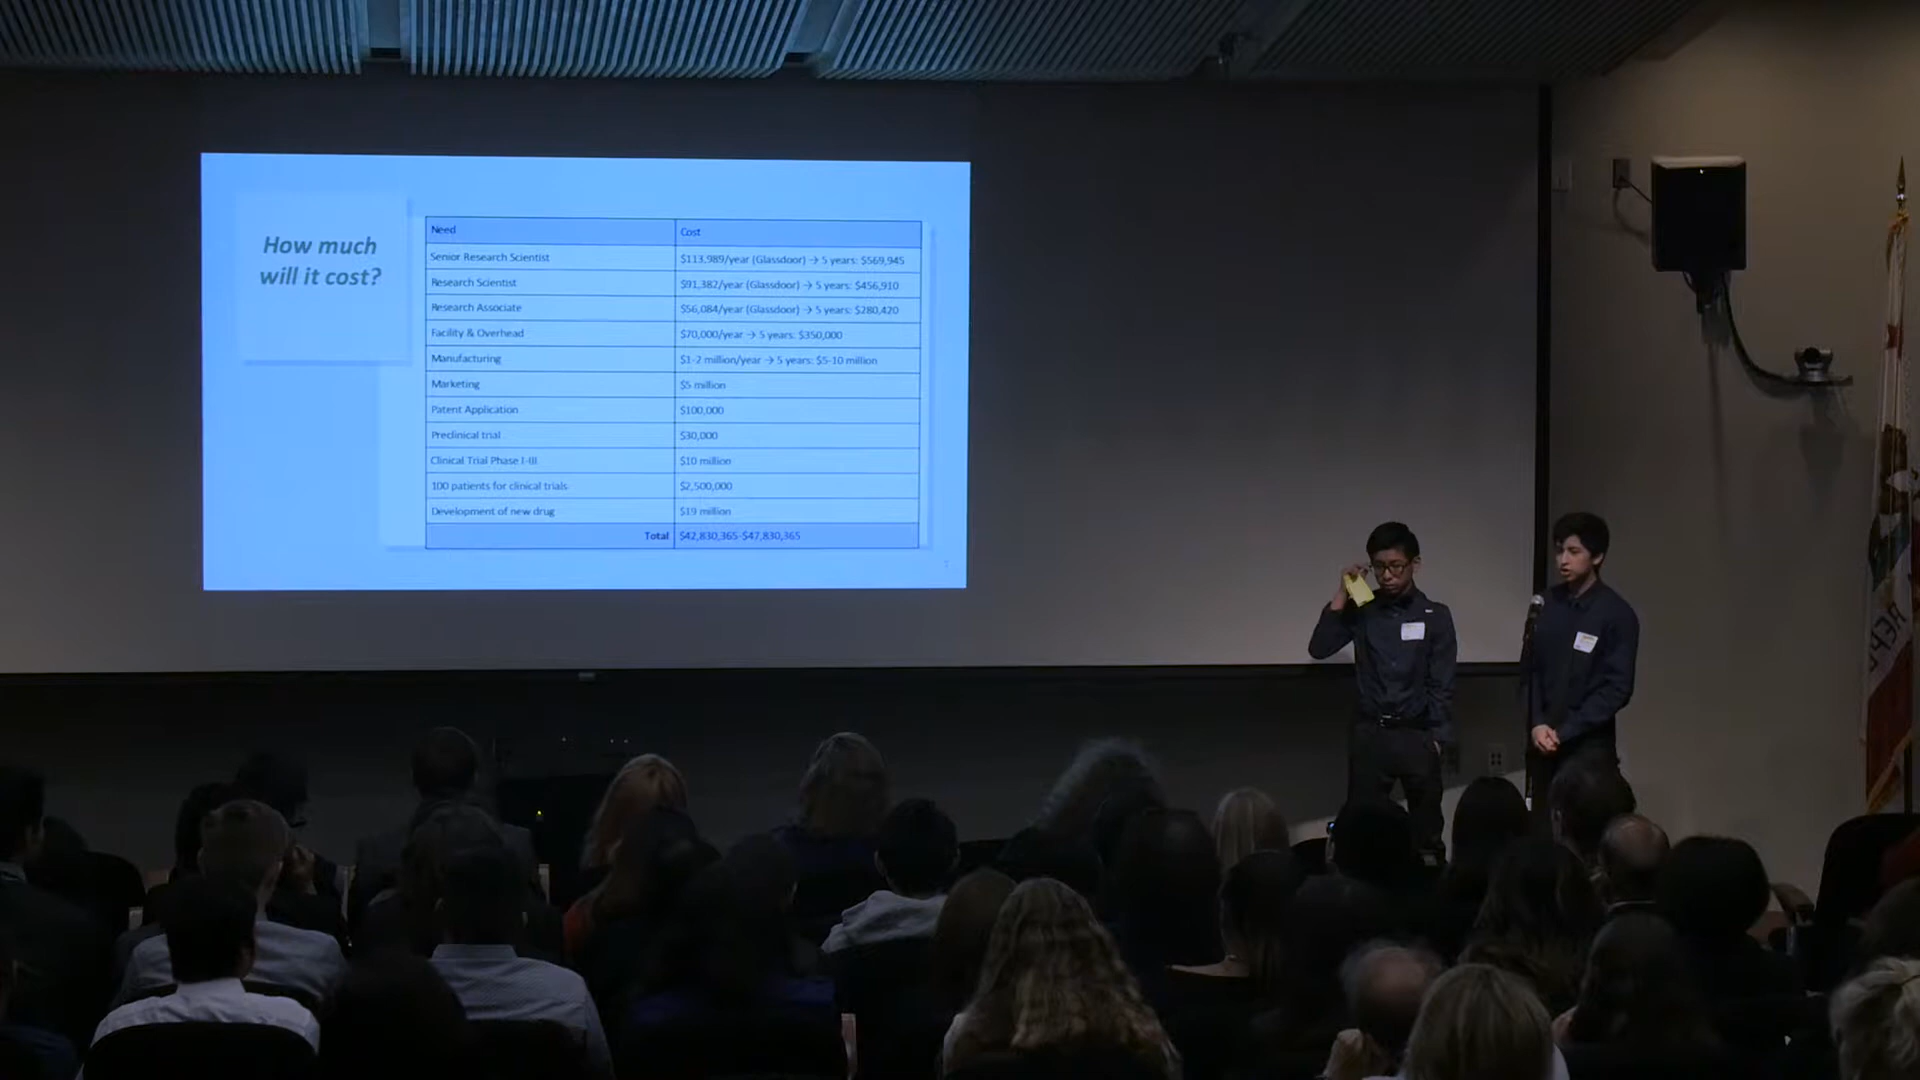 How much
will it cost?
Need Cost
Senior Research Scientist $113,989/year (Glassdoor) → 5 years: $569,945
Research Scientist $91,382/year (Glassdoor) → 5 years: $456,910
Research Associate $56,084/year (Glassdoor) → 5 years: $280,420
Facility & Overhead $70,000/year → 5 years: $350,000
Manufacturing $1-2 million/year → 5 years: $5-10 million
Marketing $5 million
Patent Application $100,000
Preclinical trial $30,000
Clinical Trial Phase I-III $10 million
100 patients for clinical trials $2,500,000
Development of new drug $19 million
Total $42,830,365-$47,830,365